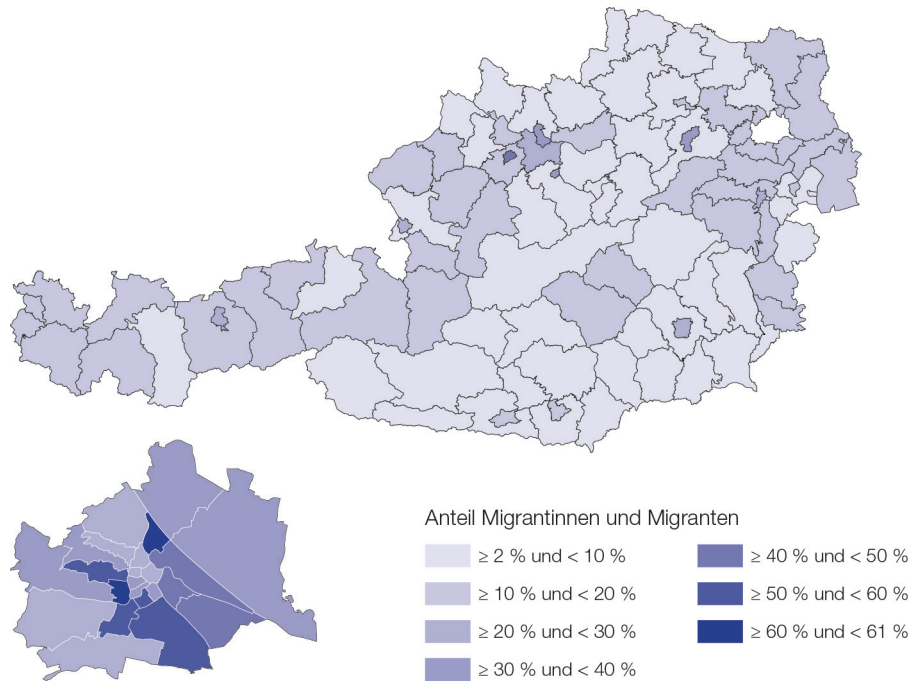 Anteil Migrantinnen und Migranten
≥ 2 % und < 10 %
≥ 10 % und < 20 %
≥ 20 % und < 30 %
≥ 30 % und < 40 %
≥ 40 % und < 50 %
≥ 50 % und < 60 %
≥ 60 % und < 61 %